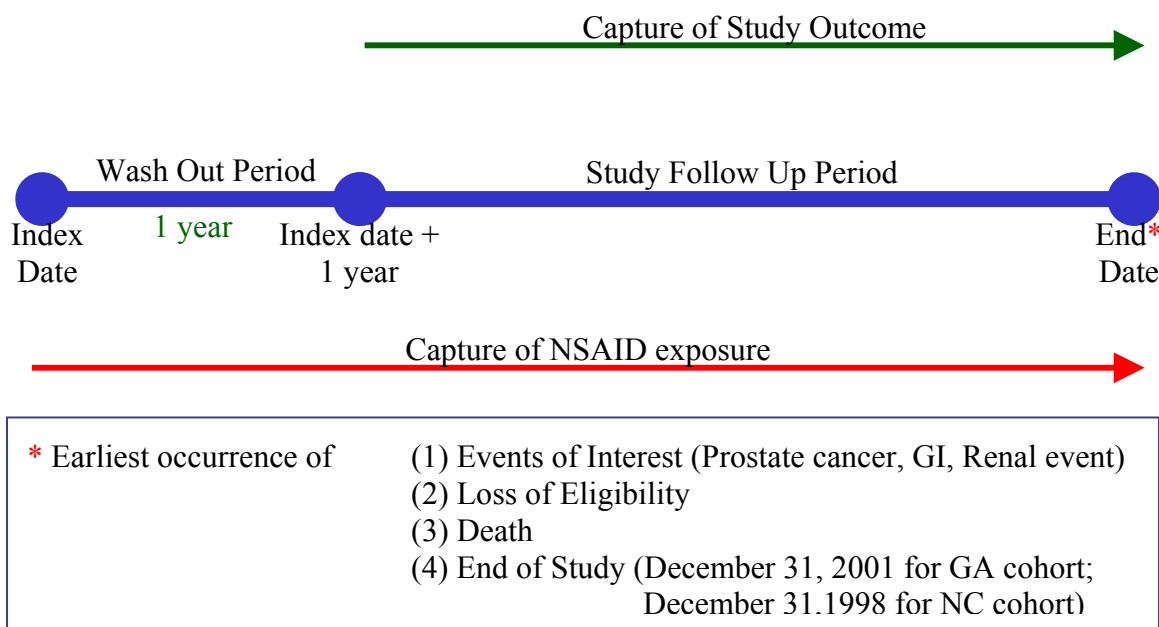 Capture of Study Outcome
Wash Out Period
Study Follow Up Period
1 year
Index
Date
Index date +
1 year
End*
Date
Capture of NSAID exposure
* Earliest occurrence of (1) Events of Interest (Prostate cancer, GI, Renal event)
(2) Loss of Eligibility
(3) Death
(4) End of Study (December 31, 2001 for GA cohort;
December 31.1998 for NC cohort)